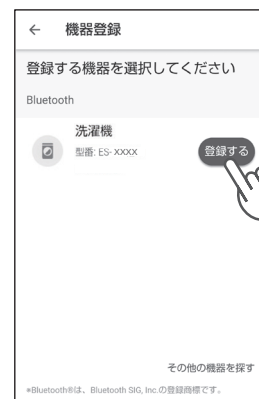 ← 機器登録
登録する機器を選択してください
Bluetooth
洗濯機
型番: ES-XXXX
登録する
その他の機器を探す
*Bluetooth®は、Bluetooth SIG, Inc.の登録商標です。